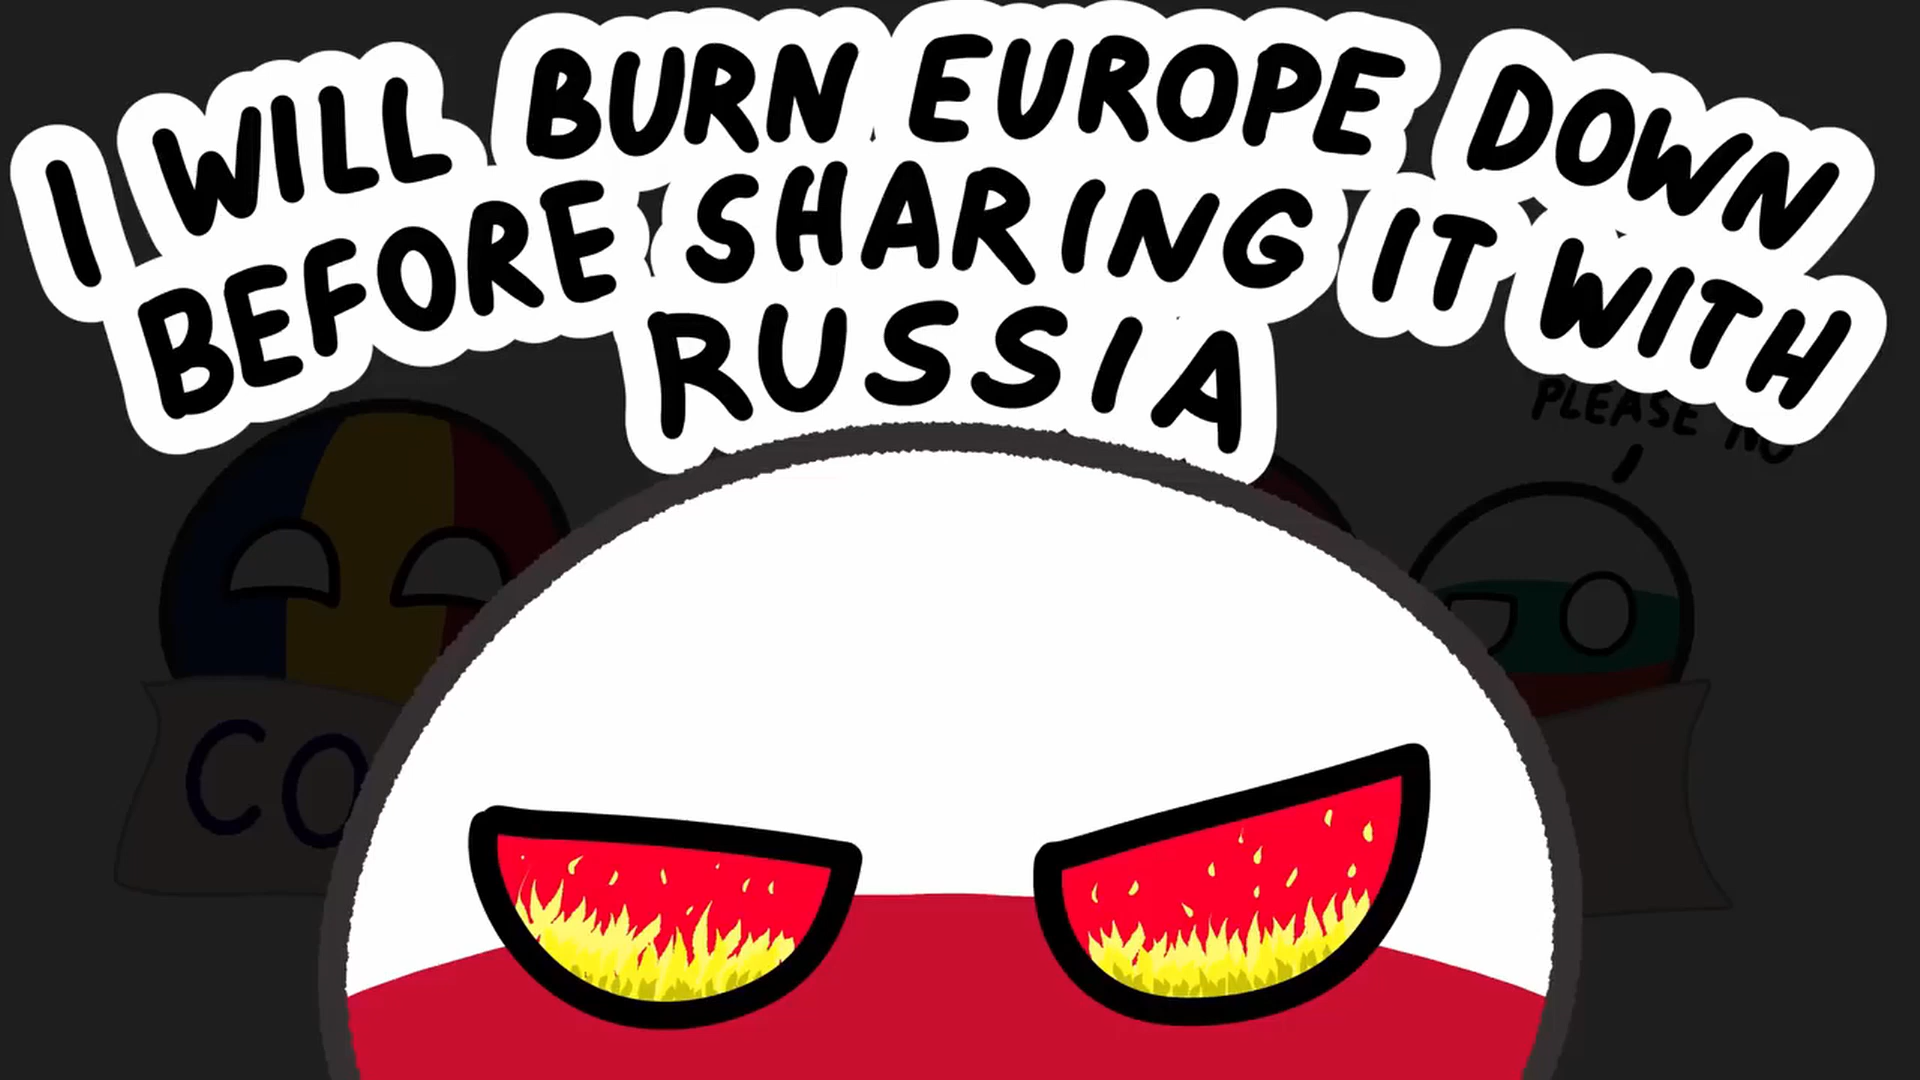 I WILL BURN EUROPE DOWN
BEFORE SHARING IT WITH
RUSSIA
PLEASE NO
CO